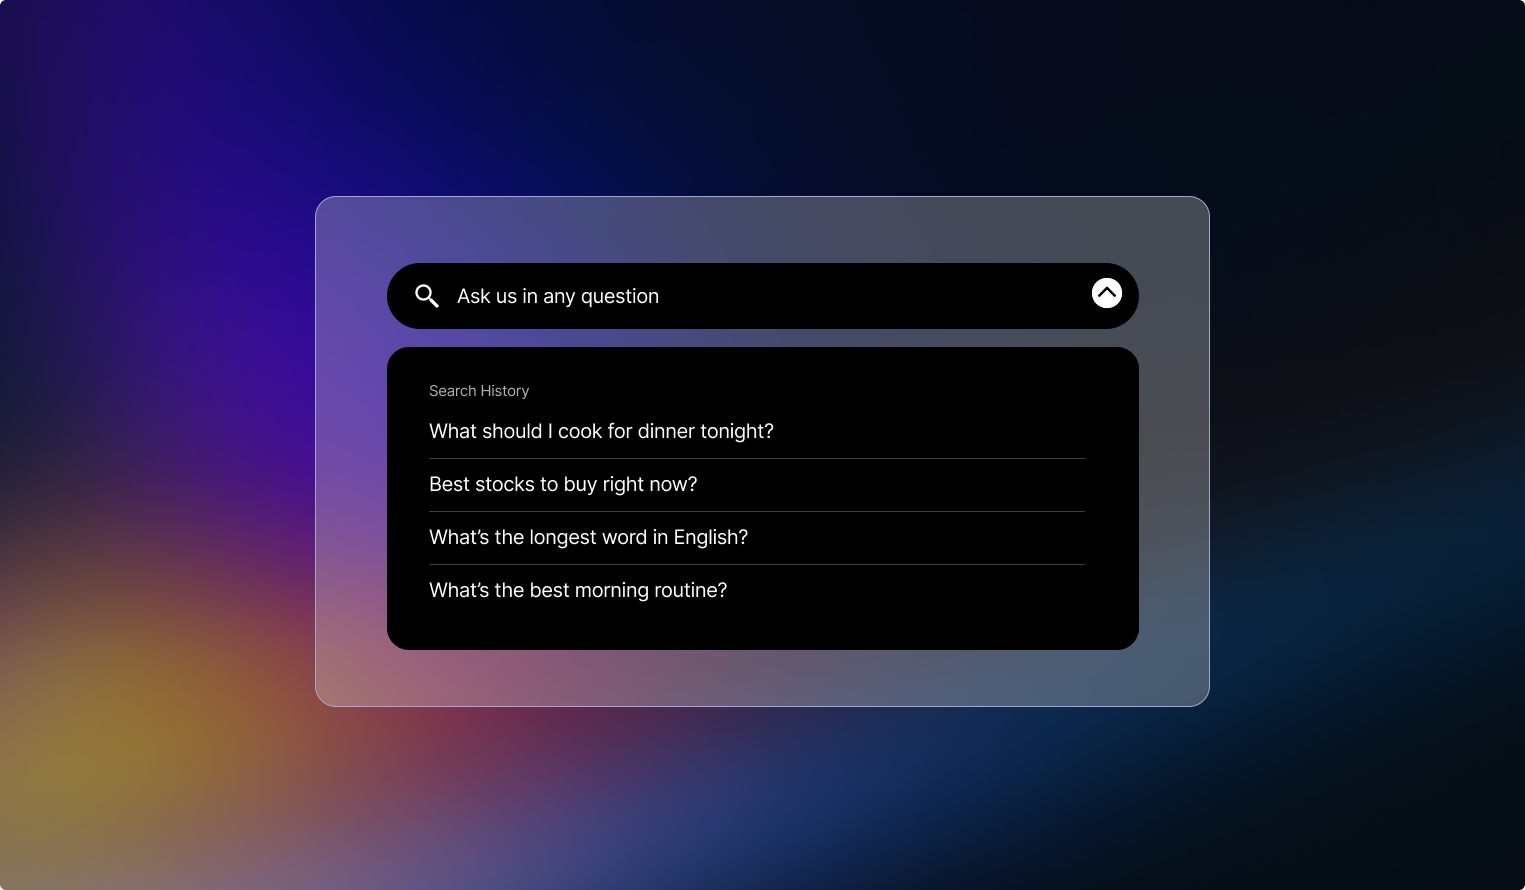 Ask us in any question
Search History
What should I cook for dinner tonight?
Best stocks to buy right now?
What’s the longest word in English?
What’s the best morning routine?